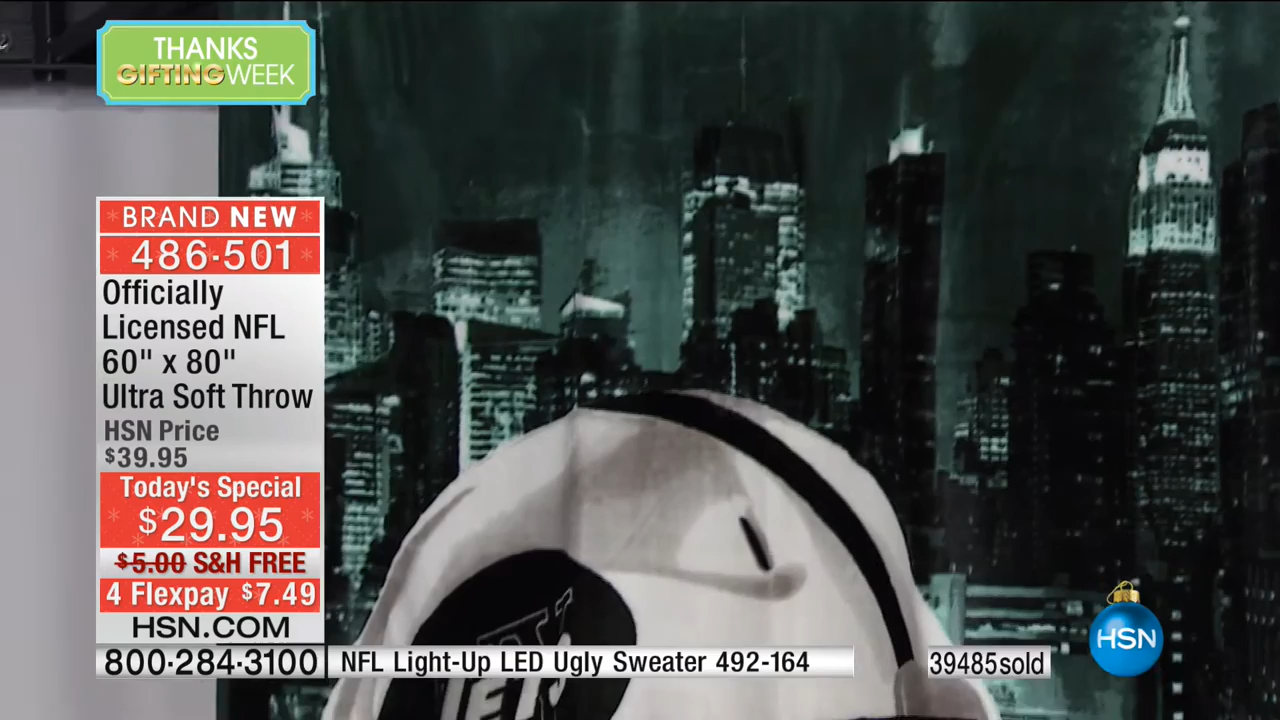 THANKS
GIFTING WEEK
BRAND NEW
486·501
Officially
Licensed NFL
60" x 80"
Ultra Soft Throw
HSN Price
$39.95
Today's Special
$29.95
$5.00 S&H FREE
4 Flexpay $7.49
HSN.COM
800·284·3100
NFL Light-Up LED Ugly Sweater 492-164
39485sold
HSN
JETS